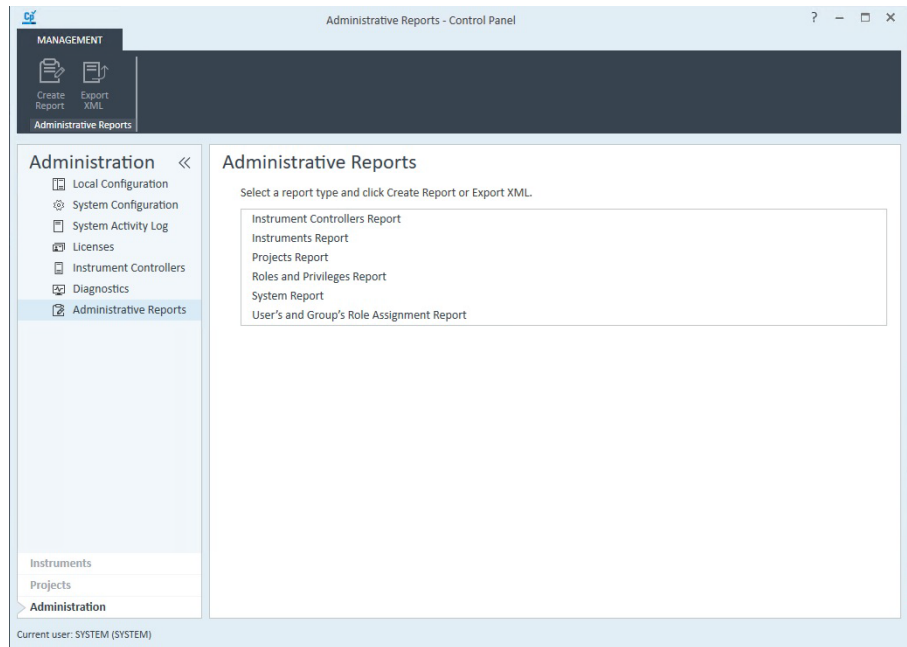 Administrative Reports - Control Panel
MANAGEMENT
Create Report
Export XML
Administrative Reports
Administration
Local Configuration
System Configuration
System Activity Log
Licenses
Instrument Controllers
Diagnostics
Administrative Reports
Instruments
Projects
Administration
Administrative Reports
Select a report type and click Create Report or Export XML.
Instrument Controllers Report
Instruments Report
Projects Report
Roles and Privileges Report
System Report
User's and Group's Role Assignment Report
Current user: SYSTEM (SYSTEM)